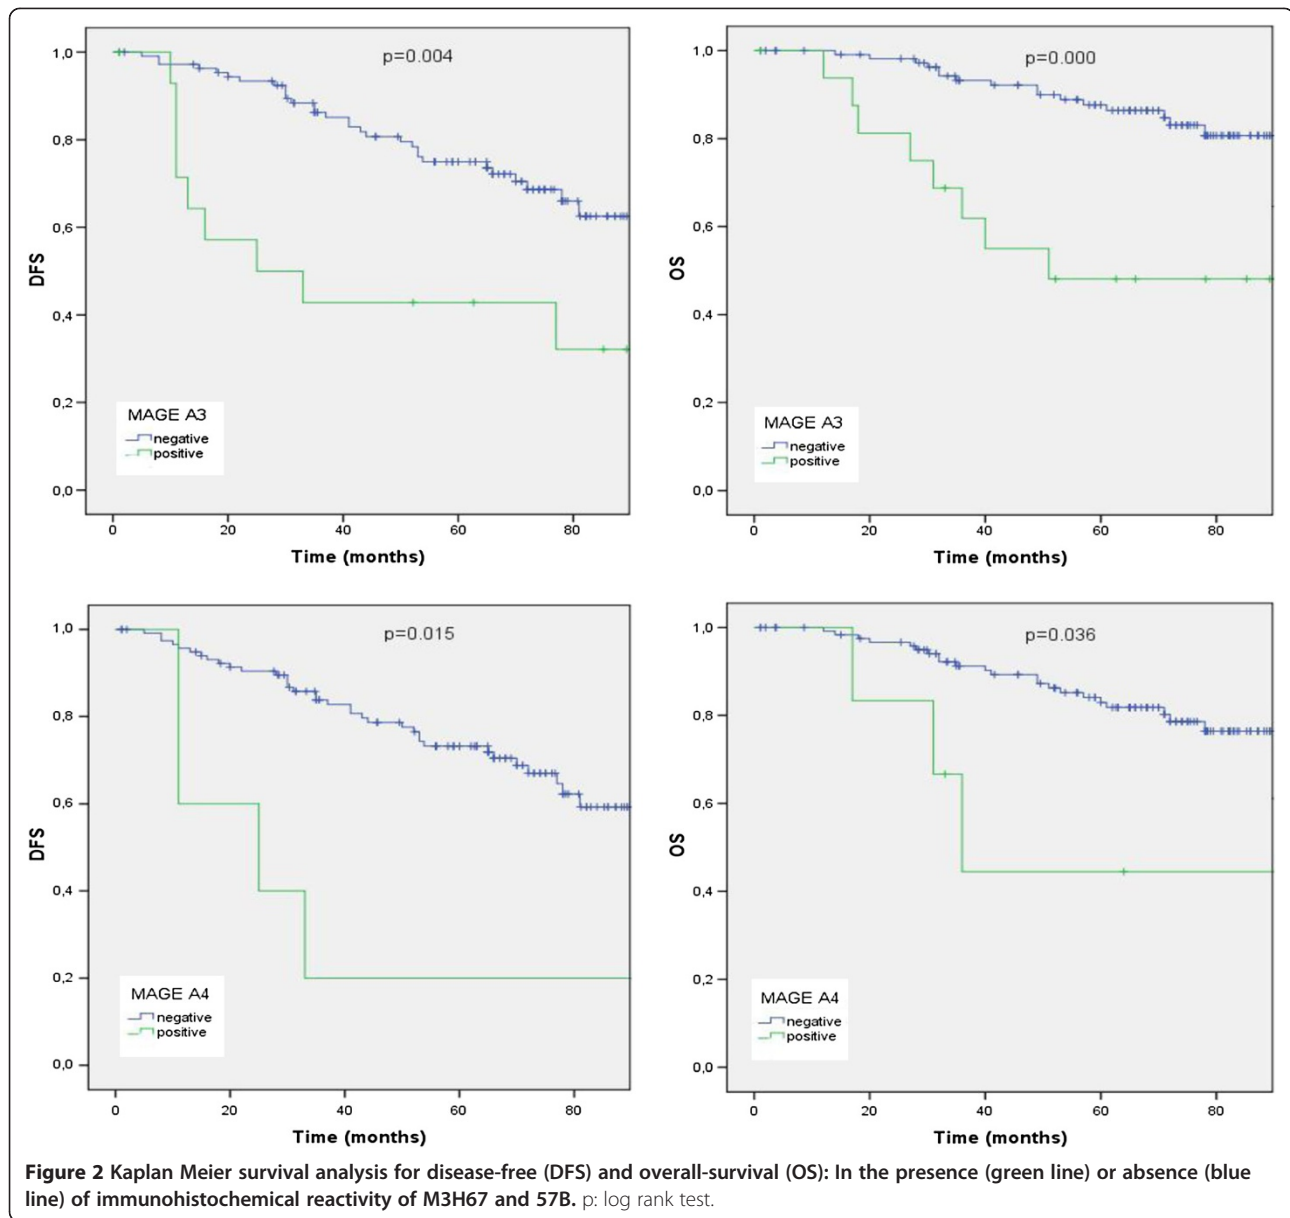 p=0.004
1,0
0,8
0,6
0,4
0,2
0,0
DFS
MAGE A3
negative
positive
0 20 40 60 80
Time (months)
p=0.000
1,0
0,8
0,6
0,4
0,2
0,0
OS
MAGE A3
negative
positive
0 20 40 60 80
Time (months)
p=0.015
1,0
0,8
0,6
0,4
0,2
0,0
DFS
MAGE A4
negative
positive
0 20 40 60 80
Time (months)
p=0.036
1,0
0,8
0,6
0,4
0,2
0,0
OS
MAGE A4
negative
positive
0 20 40 60 80
Time (months)
Figure 2 Kaplan Meier survival analysis for disease-free (DFS) and overall-survival (OS): In the presence (green line) or absence (blue
line) of immunohistochemical reactivity of M3H67 and 57B. p: log rank test.